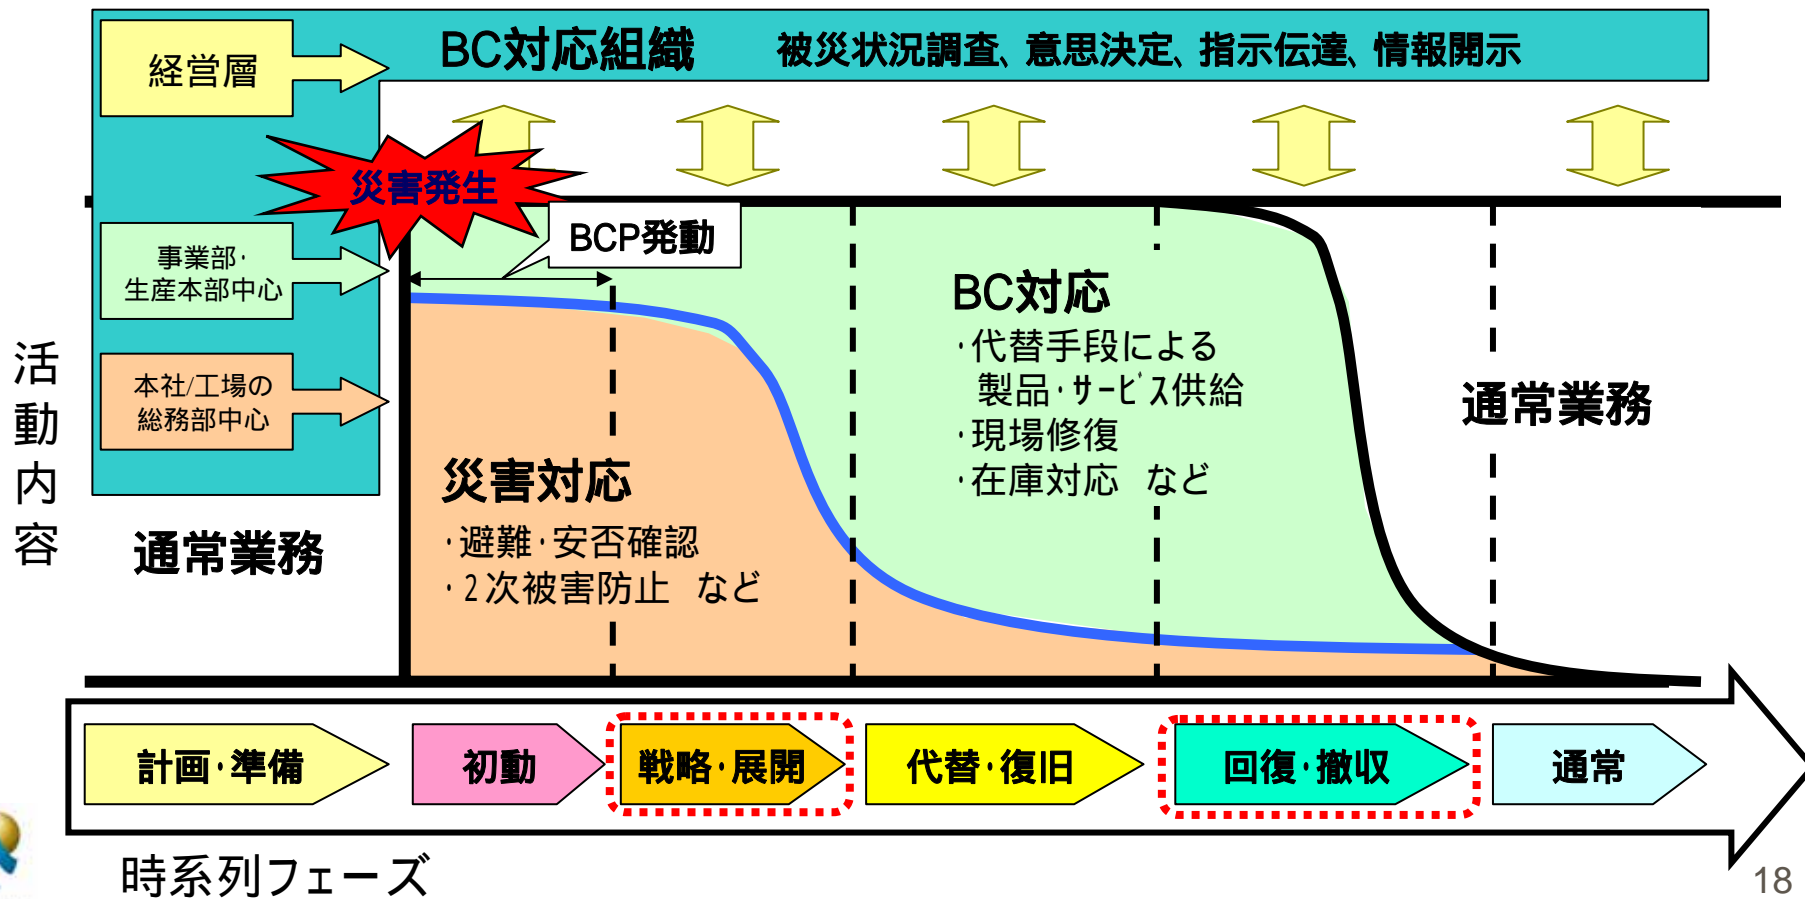 経営層
BC対応組織 被災状況調査、意思決定、指示伝達、情報開示
災害発生
BCP発動
事業部・
生産本部中心
本社/工場の
総務部中心
活動内容
通常業務
災害対応
・避難・安否確認
・2次被害防止 など
BC対応
・代替手段による
製品・サービス供給
・現場修復
・在庫対応 など
通常業務
計画・準備
初動
戦略・展開
代替・復旧
回復・撤収
通常
時系列フェーズ
18